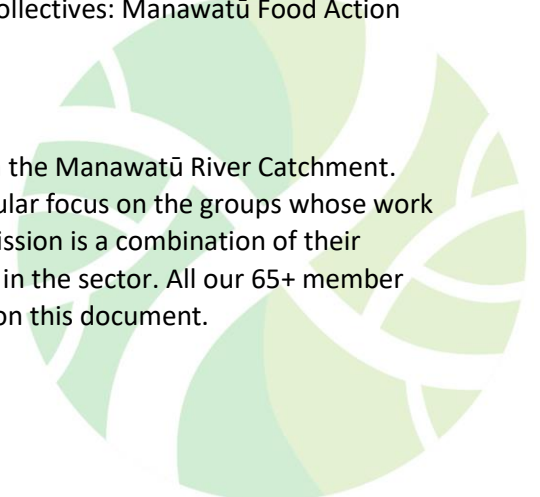 ollectives: Manawatū Food Action
the Manawatū River Catchment.
ular focus on the groups whose work
ission is a combination of their
in the sector. All our 65+ member
on this document.